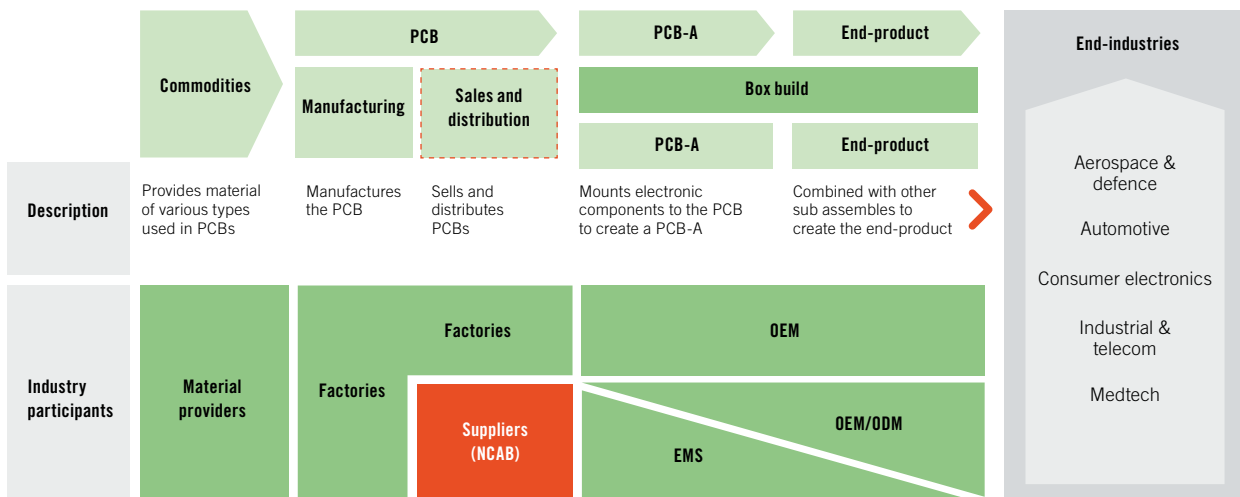 PCB
PCB-A
End-product
End-industries
Commodities
Manufacturing
Sales and
distribution
Box build
PCB-A
End-product
Description
Provides material
of various types
used in PCBs
Manufactures
the PCB
Sells and
distributes
PCBs
Mounts electronic
components to the PCB
to create a PCB-A
Combined with other
sub assembles to
create the end-product
Aerospace &
defence
Automotive
Consumer electronics
Industrial &
telecom
Medtech
Industry
participants
Material
providers
Factories
Factories
Suppliers
(NCAB)
OEM
EMS
OEM/ODM